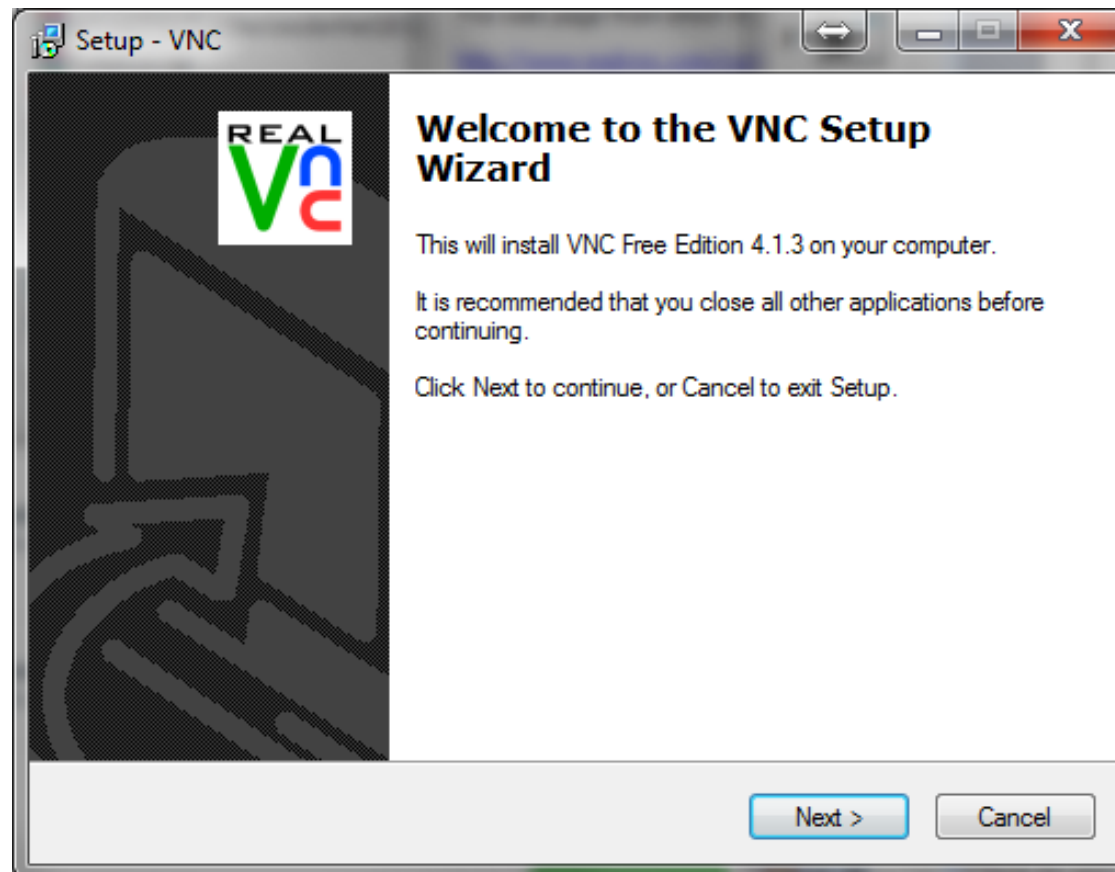 Setup - VNC
REAL
VNC
Welcome to the VNC Setup
Wizard
This will install VNC Free Edition 4.1.3 on your computer.
It is recommended that you close all other applications before
continuing.
Click Next to continue, or Cancel to exit Setup.
Next >
Cancel